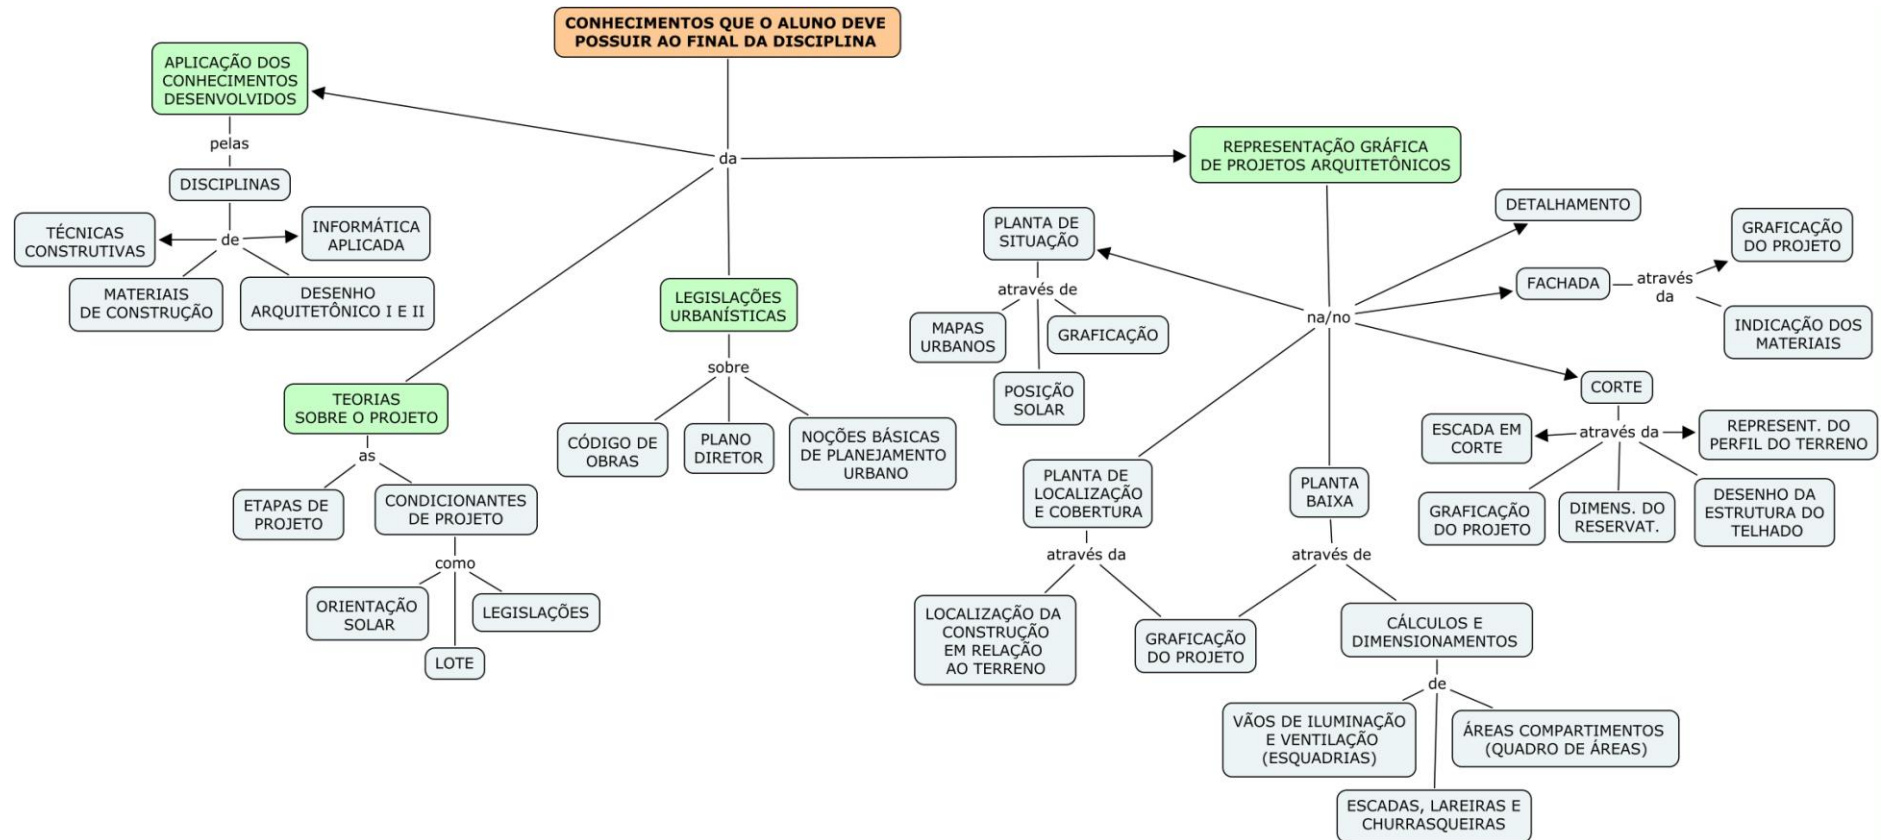 CONHECIMENTOS QUE O ALUNO DEVE
POSSUIR AO FINAL DA DISCIPLINA
da
APLICAÇÃO DOS
CONHECIMENTOS
DESENVOLVIDOS
pelas
DISCIPLINAS
de
TÉCNICAS
CONSTRUTIVAS
INFORMÁTICA
APLICADA
MATERIAIS
DE CONSTRUÇÃO
DESENHO
ARQUITETÔNICO I E II
TEORIAS
SOBRE O PROJETO
as
ETAPAS DE
PROJETO
CONDICIONANTES
DE PROJETO
como
ORIENTAÇÃO
SOLAR
LOTE
LEGISLAÇÕES
LEGISLAÇÕES
URBANÍSTICAS
sobre
CÓDIGO DE
OBRAS
PLANO
DIRETOR
NOÇÕES BÁSICAS
DE PLANEJAMENTO
URBANO
REPRESENTAÇÃO GRÁFICA
DE PROJETOS ARQUITETÔNICOS
na/no
PLANTA DE
SITUAÇÃO
através de
MAPAS
URBANOS
POSIÇÃO
SOLAR
GRAFICAÇÃO
PLANTA DE
LOCALIZAÇÃO
E COBERTURA
através da
LOCALIZAÇÃO DA
CONSTRUÇÃO
EM RELAÇÃO
AO TERRENO
GRAFICAÇÃO
DO PROJETO
PLANTA
BAIXA
através de
CÁLCULOS E
DIMENSIONAMENTOS
de
VÃOS DE ILUMINAÇÃO
E VENTILAÇÃO
(ESQUADRIAS)
ESCADAS, LAREIRAS E
CHURRASQUEIRAS
ÁREAS COMPARTIMENTOS
(QUADRO DE ÁREAS)
DETALHAMENTO
FACHADA
através
da
GRAFICAÇÃO
DO PROJETO
INDICAÇÃO DOS
MATERIAIS
CORTE
através da
ESCADA EM
CORTE
REPRESENT. DO
PERFIL DO TERRENO
GRAFICAÇÃO
DO PROJETO
DIMENS. DO
RESERVAT.
DESENHO DA
ESTRUTURA DO
TELHADO